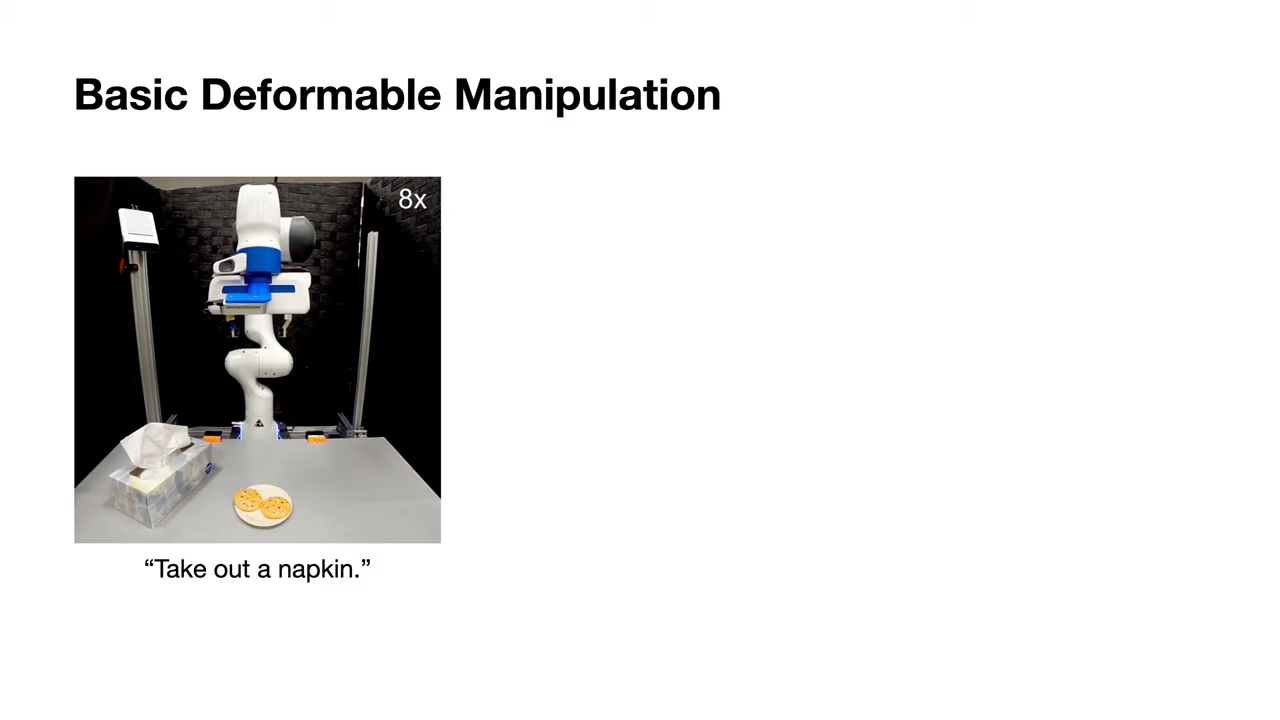 Basic Deformable Manipulation
8x
“Take out a napkin.”